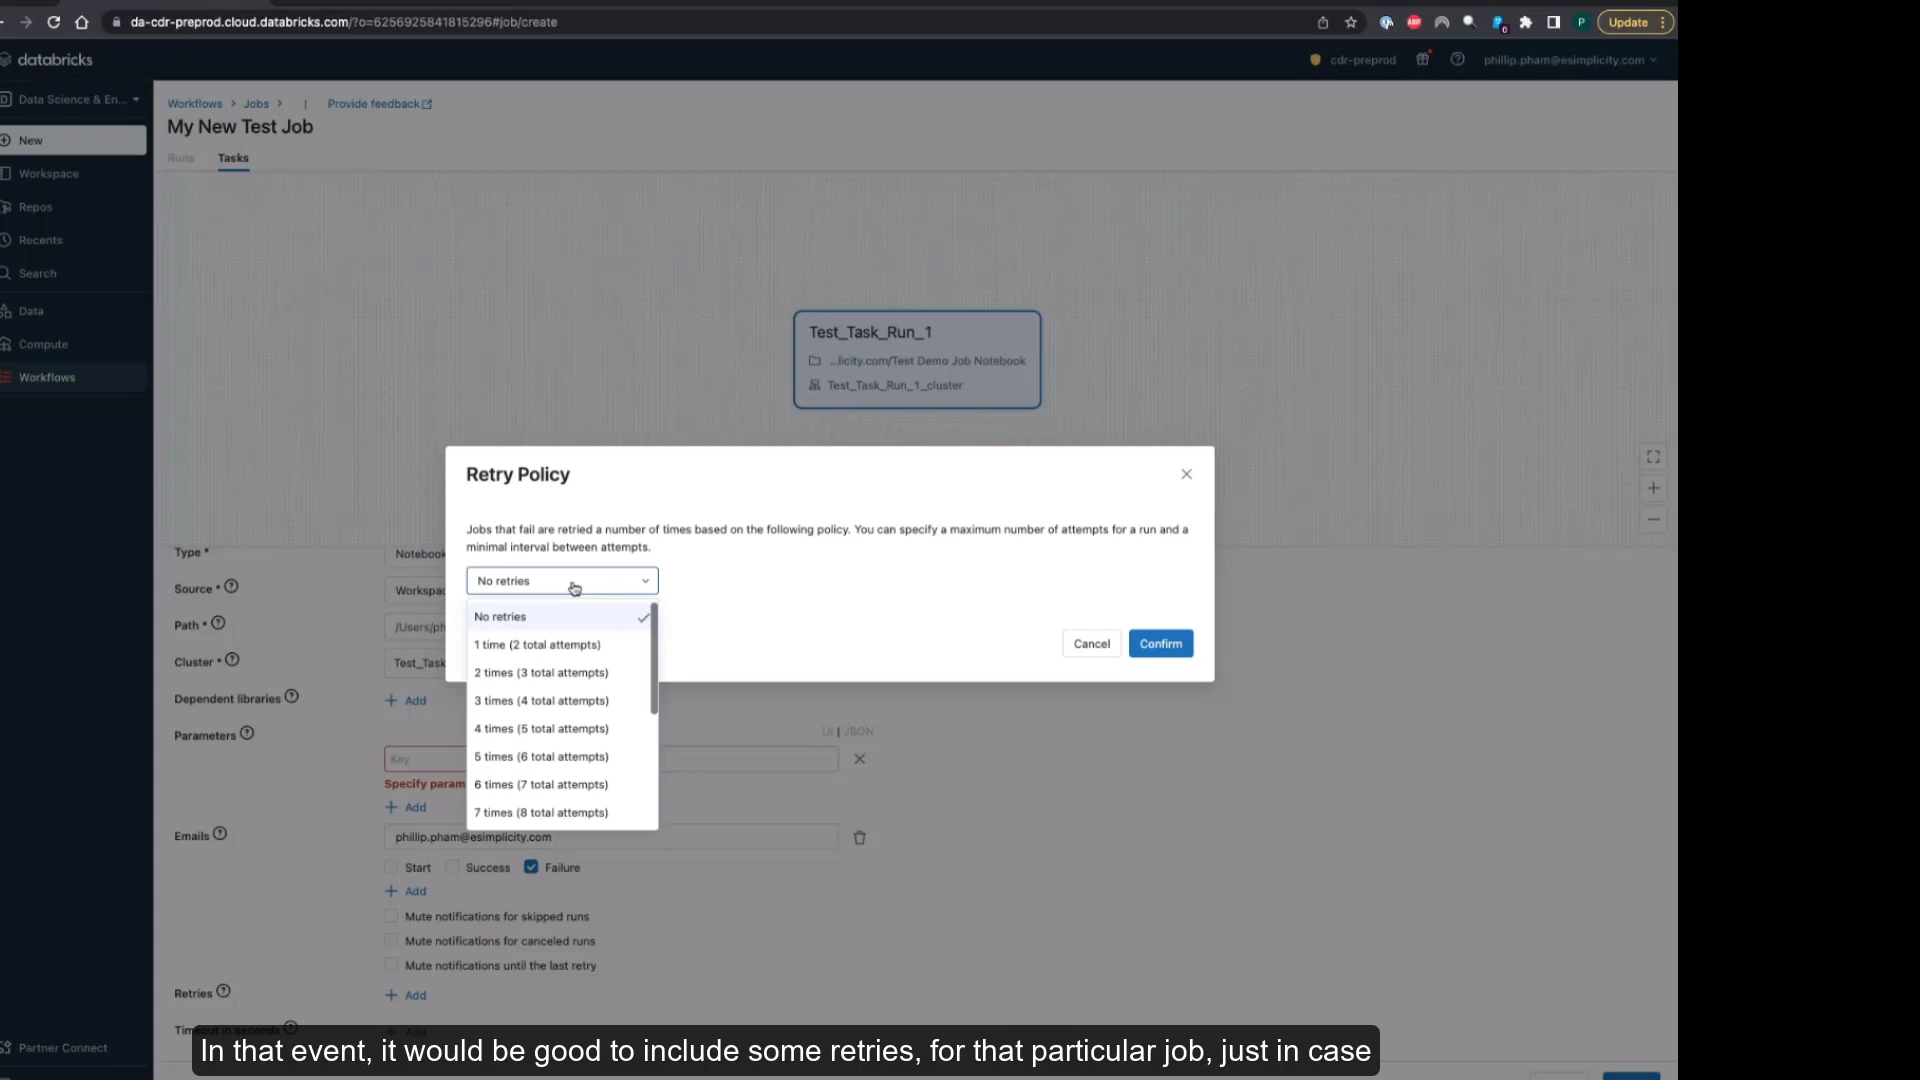 da-cdr-preprod.cloud.databricks.com/?o=6256925841815296#job/create
ABP
0
P
Update
databricks
cdr-preprod
phillip.pham@esimplicity.com
D
Data Science & En...
Workflows > Jobs > | Provide feedback
My New Test Job
New
Runs
Tasks
Workspace
Repos
Recents
Search
Data
Compute
Workflows
Test_Task_Run_1
...licity.com/Test Demo Job Notebook
Test_Task_Run_1_cluster
Retry Policy
Jobs that fail are retried a number of times based on the following policy. You can specify a maximum number of attempts for a run and a
minimal interval between attempts.
No retries
No retries
1 time (2 total attempts)
2 times (3 total attempts)
3 times (4 total attempts)
4 times (5 total attempts)
5 times (6 total attempts)
6 times (7 total attempts)
7 times (8 total attempts)
Cancel
Confirm
Type *
Notebook
Source *
Workspac
Path *
/Users/ph
Cluster *
Test_Task
Dependent libraries
+ Add
Parameters
UI | JSON
Key
Specify param
+ Add
Emails
phillip.pham@esimplicity.com
Start
Success
Failure
+ Add
Mute notifications for skipped runs
Mute notifications for canceled runs
Mute notifications until the last retry
Retries
+ Add
Timeout in seconds
+ Add
Partner Connect
In that event, it would be good to include some retries, for that particular job, just in case